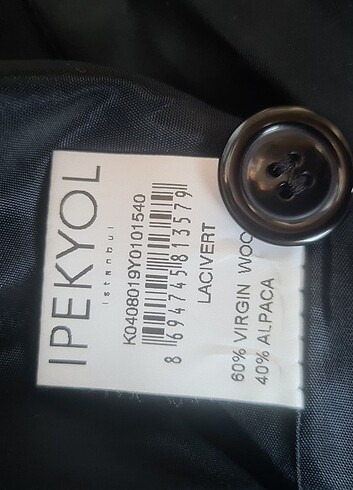 IPEKYOL
istanbul
K0408019Y0101540
8 694745 813579
LACIVERT
60% VIRGIN WOO
40% ALPACA